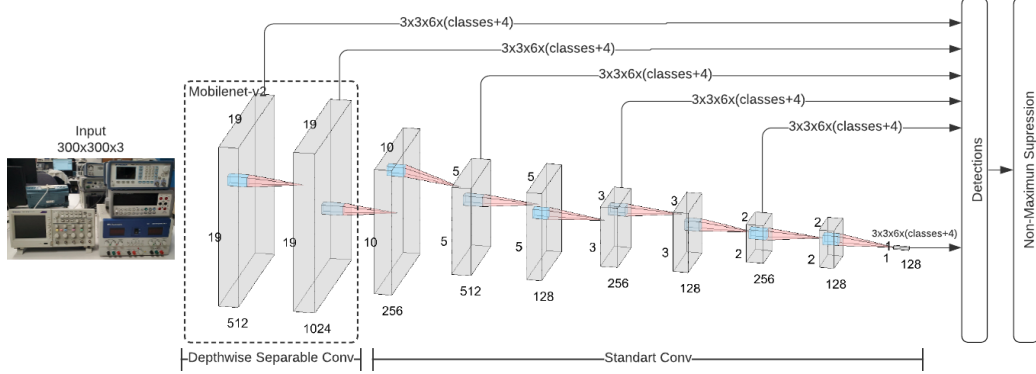 3x3x6x(classes+4)
3x3x6x(classes+4)
3x3x6x(classes+4)
3x3x6x(classes+4)
3x3x6x(classes+4)
Mobilenet-v2
Input
300x300x3
19
19
10
5
5
3
3
2
2
1
19
19
10
5
5
3
3
2
2
1
3x3x6x(classes+4)
512
1024
256
512
128
256
128
256
128
128
Detections
Non-Maximun Supression
Depthwise Separable Conv
Standart Conv